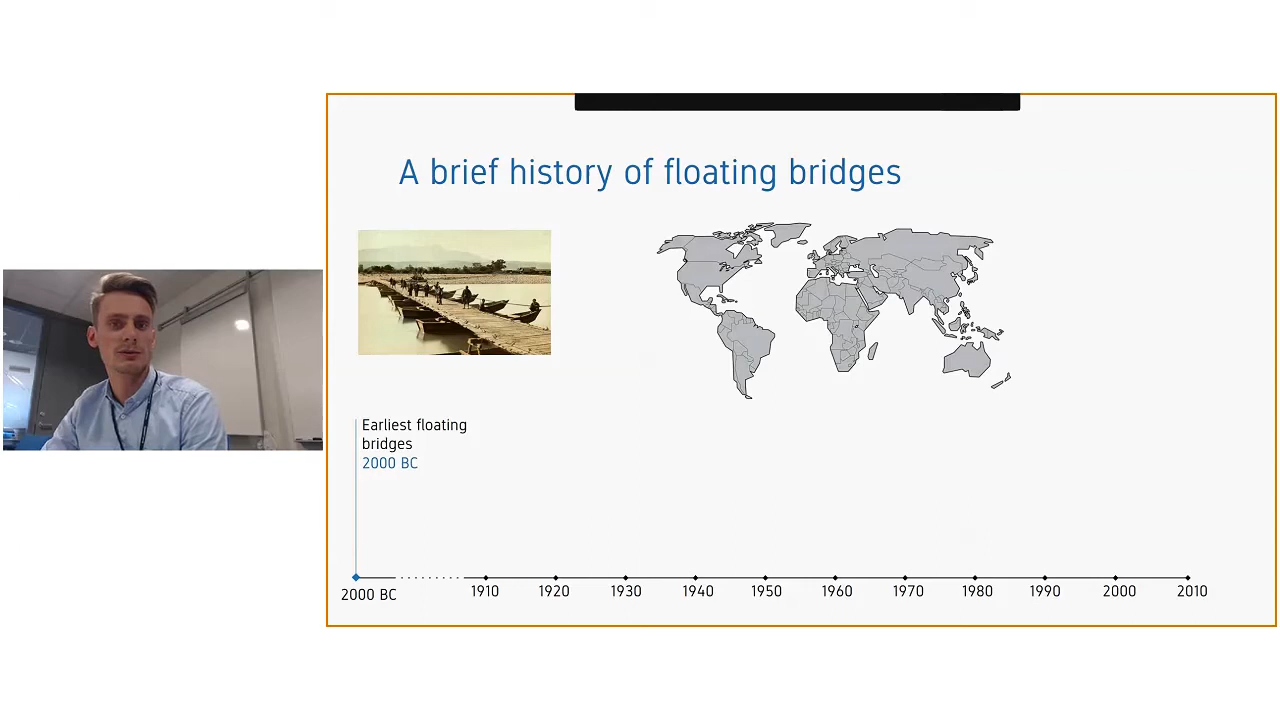 A brief history of floating bridges
Earliest floating
bridges
2000 BC
2000 BC 1910 1920 1930 1940 1950 1960 1970 1980 1990 2000 2010